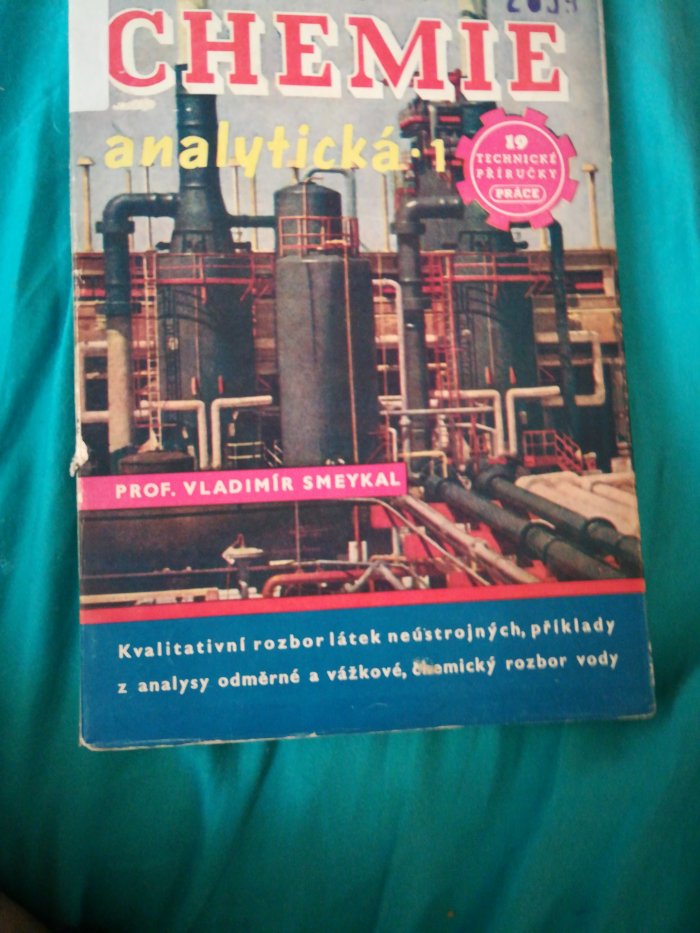 CHEMIE
analytická·1
19
TECHNICKÉ
PŘÍRUČKY
PRÁCE
PROF. VLADIMÍR SMEYKAL
Kvalitativní rozbor látek neústrojných, příklady
z analysy odměrné a vážkové, chemický rozbor vody